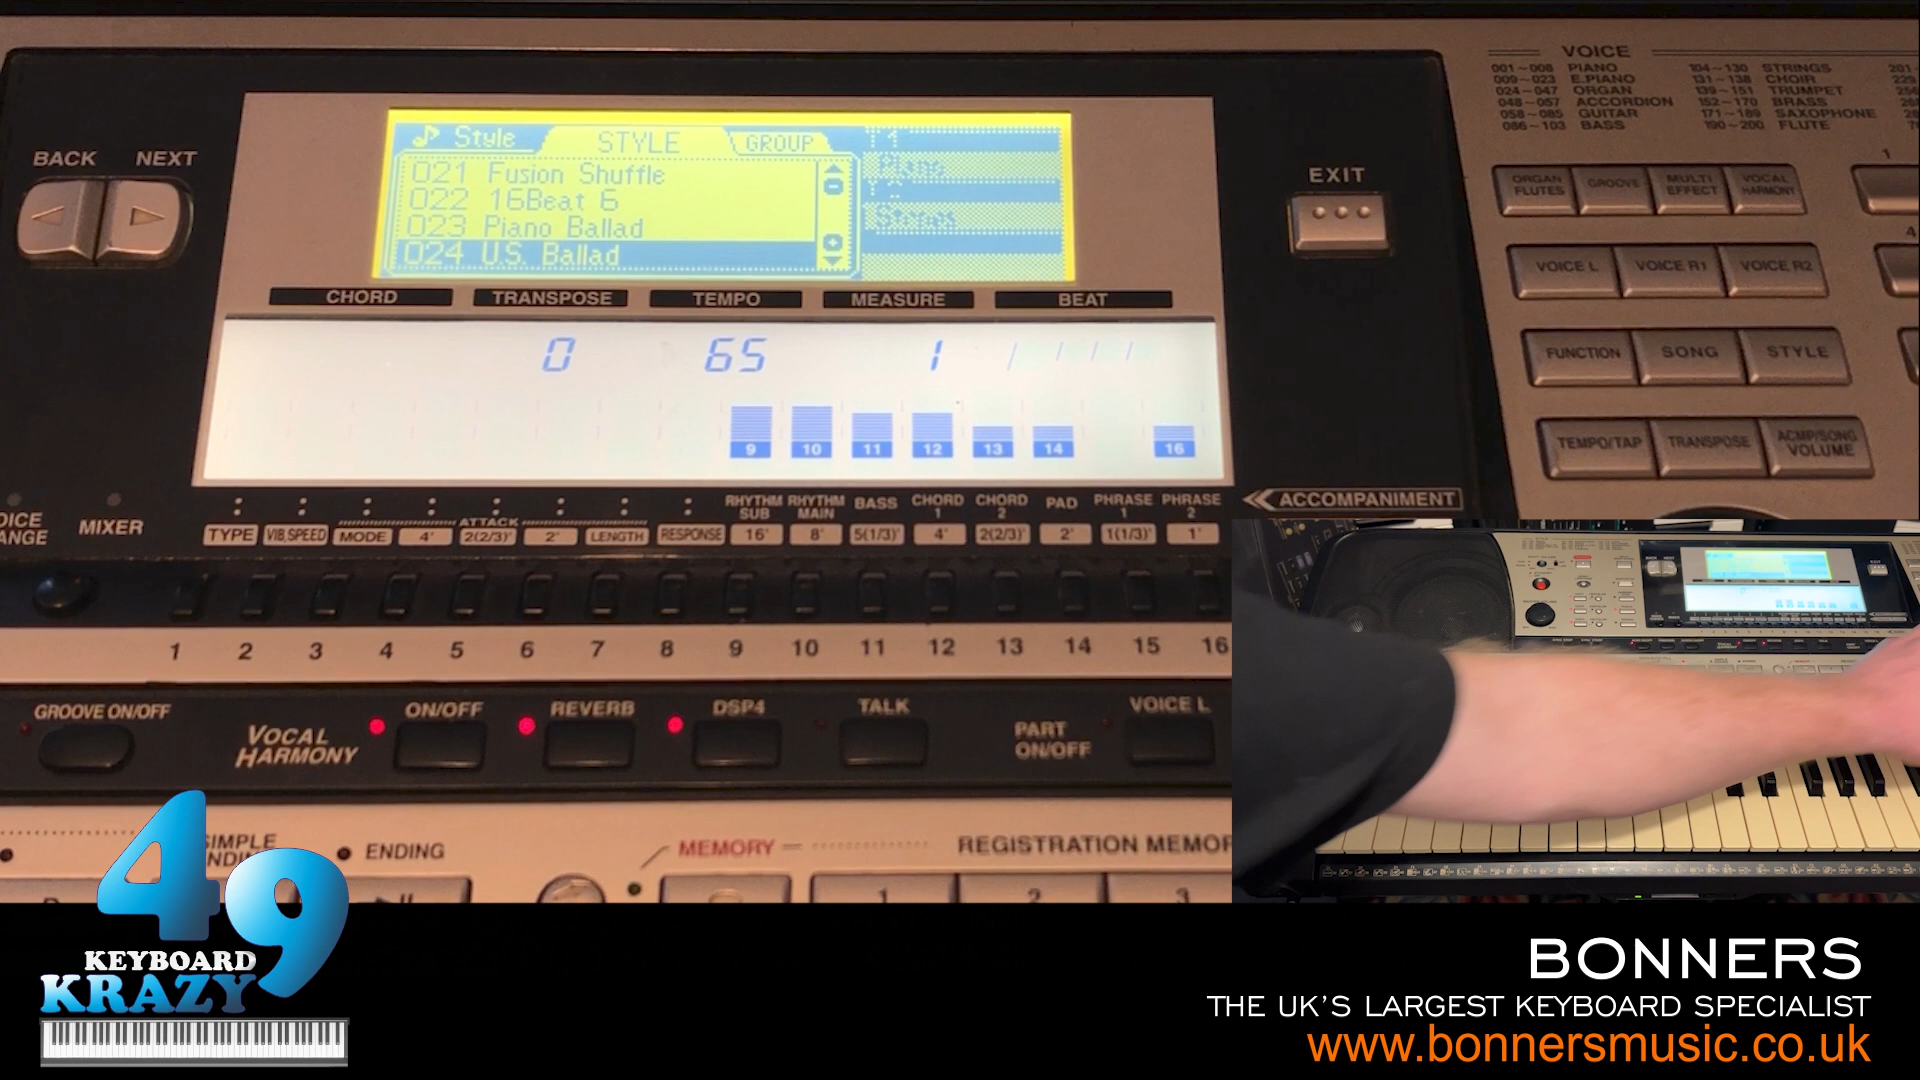 VOICE
001~008 PIANO
009~023 E.PIANO
024~047 ORGAN
048~057 ACCORDION
058~085 GUITAR
086~103 BASS
104~130 STRINGS
131~138 CHOIR
139~151 TRUMPET
152~170 BRASS
171~189 SAXOPHONE
190~200 FLUTE
BACK NEXT
Style STYLE GROUP
021 Fusion Shuffle
022 16Beat 6
023 Piano Ballad
024 U.S. Ballad
EXIT
CHORD TRANSPOSE TEMPO MEASURE BEAT
0 65 1
9 10 11 12 13 14 16
ORGAN FLUTES GROOVE MULTI EFFECT VOCAL HARMONY
VOICE L VOICE R1 VOICE R2
FUNCTION SONG STYLE
TEMPO/TAP TRANSPOSE ACMP/SONG VOLUME
MIXER
RHYTHM SUB RHYTHM MAIN BASS CHORD 1 CHORD 2 PAD PHRASE 1 PHRASE 2
ACCOMPANIMENT
ATTACK
TYPE VIB.SPEED MODE 4' 2(2/3)' 2' LENGTH RESPONSE 16' 8' 5(1/3)' 4' 2(2/3)' 2' 1(1/3)' 1'
1 2 3 4 5 6 7 8 9 10 11 12 13 14 15 16
GROOVE ON/OFF
VOCAL HARMONY
ON/OFF REVERB DSP4 TALK
PART ON/OFF
VOICE L
SIMPLE
ENDING
MEMORY
REGISTRATION MEMOR
1 2 3
49
KEYBOARD
KRAZY
BONNERS
THE UK'S LARGEST KEYBOARD SPECIALIST
www.bonnersmusic.co.uk